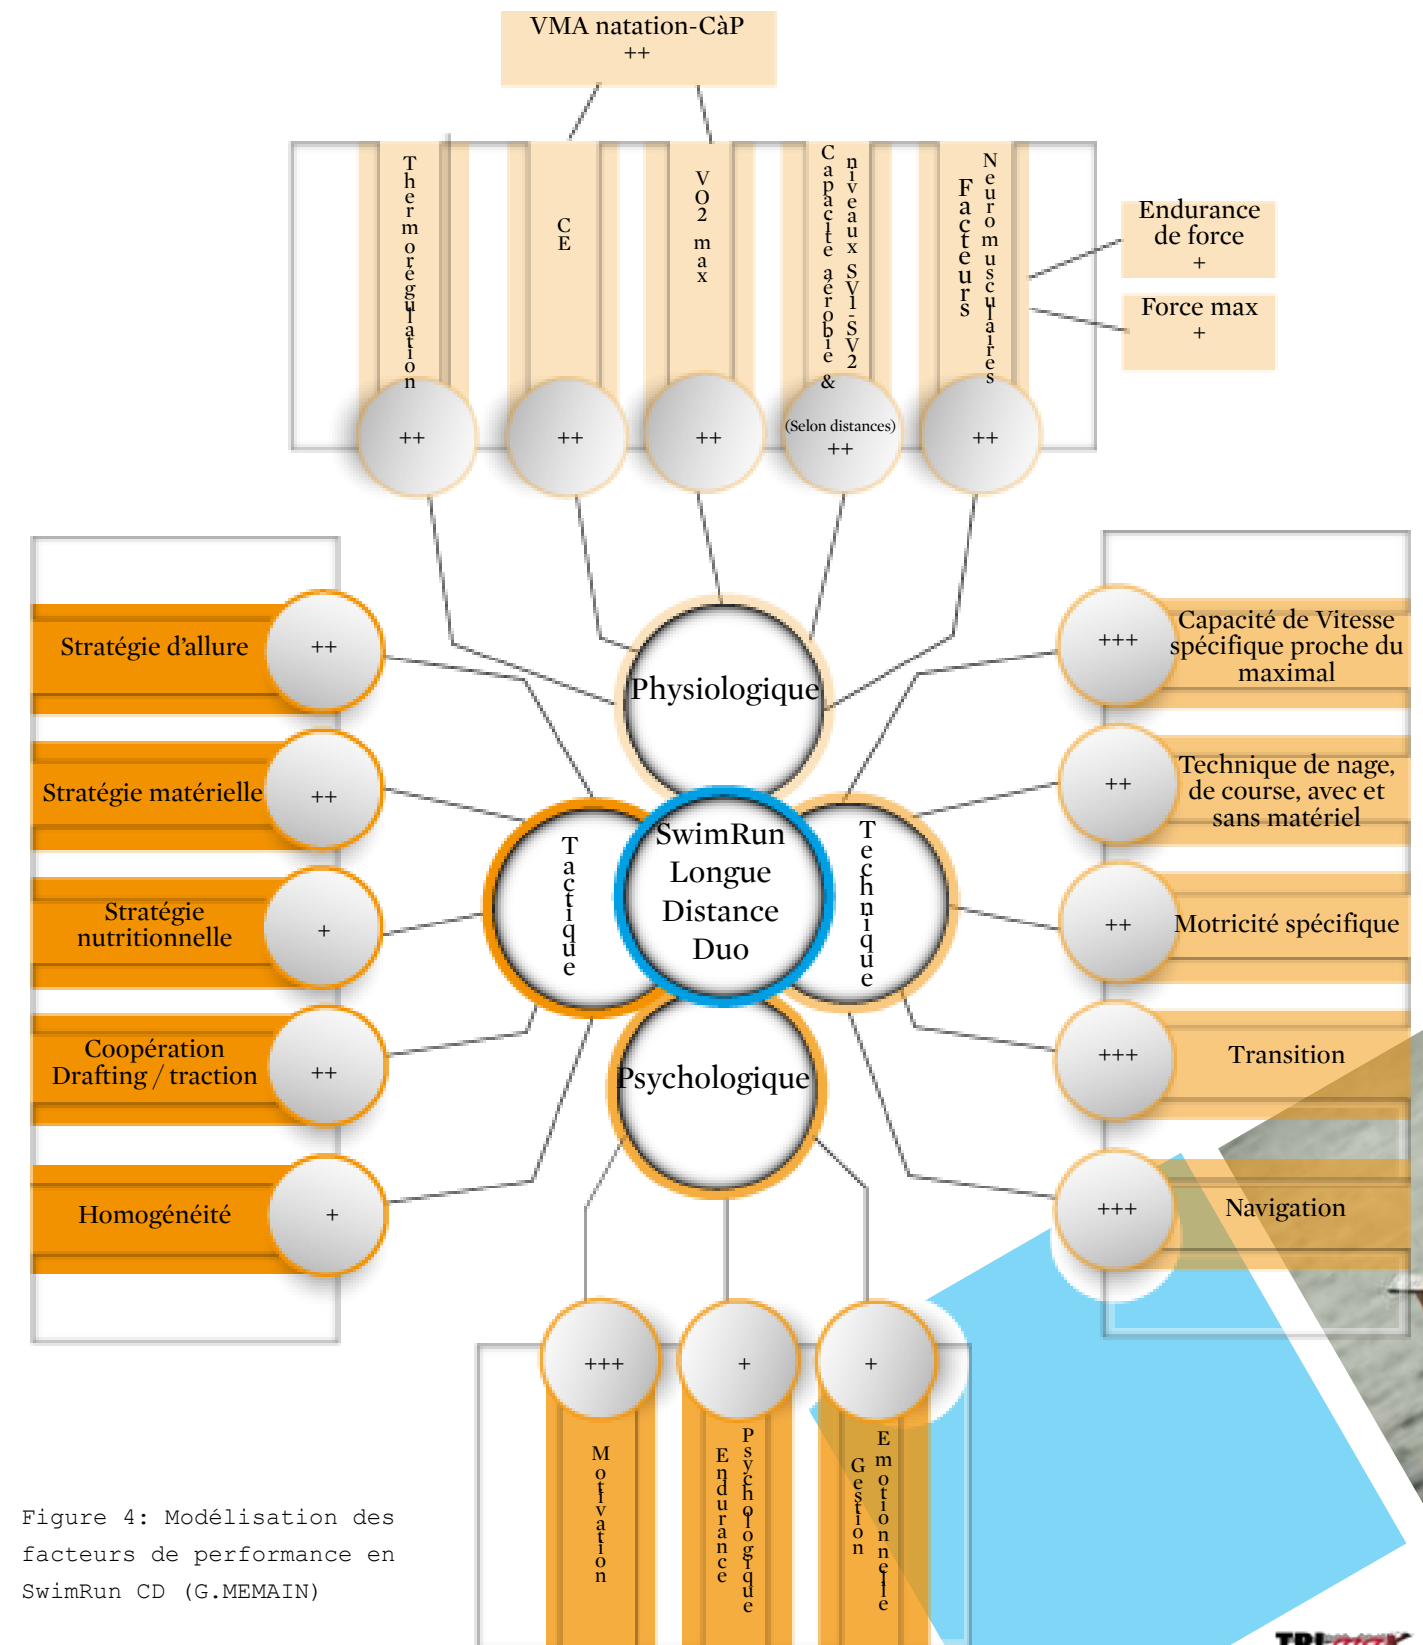 VMA natation-CàP
++
Thermorégulation
CE
VO2 max
Capacité aérobie &
niveaux SV1-SV2
Facteurs
Neuromusculaires
Endurance
de force
+
Force max
+
++
++
++
(Selon distances)
++
++
Physiologique
Stratégie d'allure
++
Stratégie matérielle
++
Stratégie
nutritionnelle
+
Coopération
Drafting / traction
++
Homogénéité
+
Tactique
SwimRun
Longue
Distance
Duo
Technique
Psychologique
+++
Capacité de Vitesse
spécifique proche du
maximal
++
Technique de nage,
de course, avec et
sans matériel
++
Motricité spécifique
+++
Transition
+++
Navigation
+++
+
+
Motivation
Endurance
Psychologique
Gestion
Emotionnelle
Figure 4: Modélisation des
facteurs de performance en
SwimRun CD (G.MEMAIN)